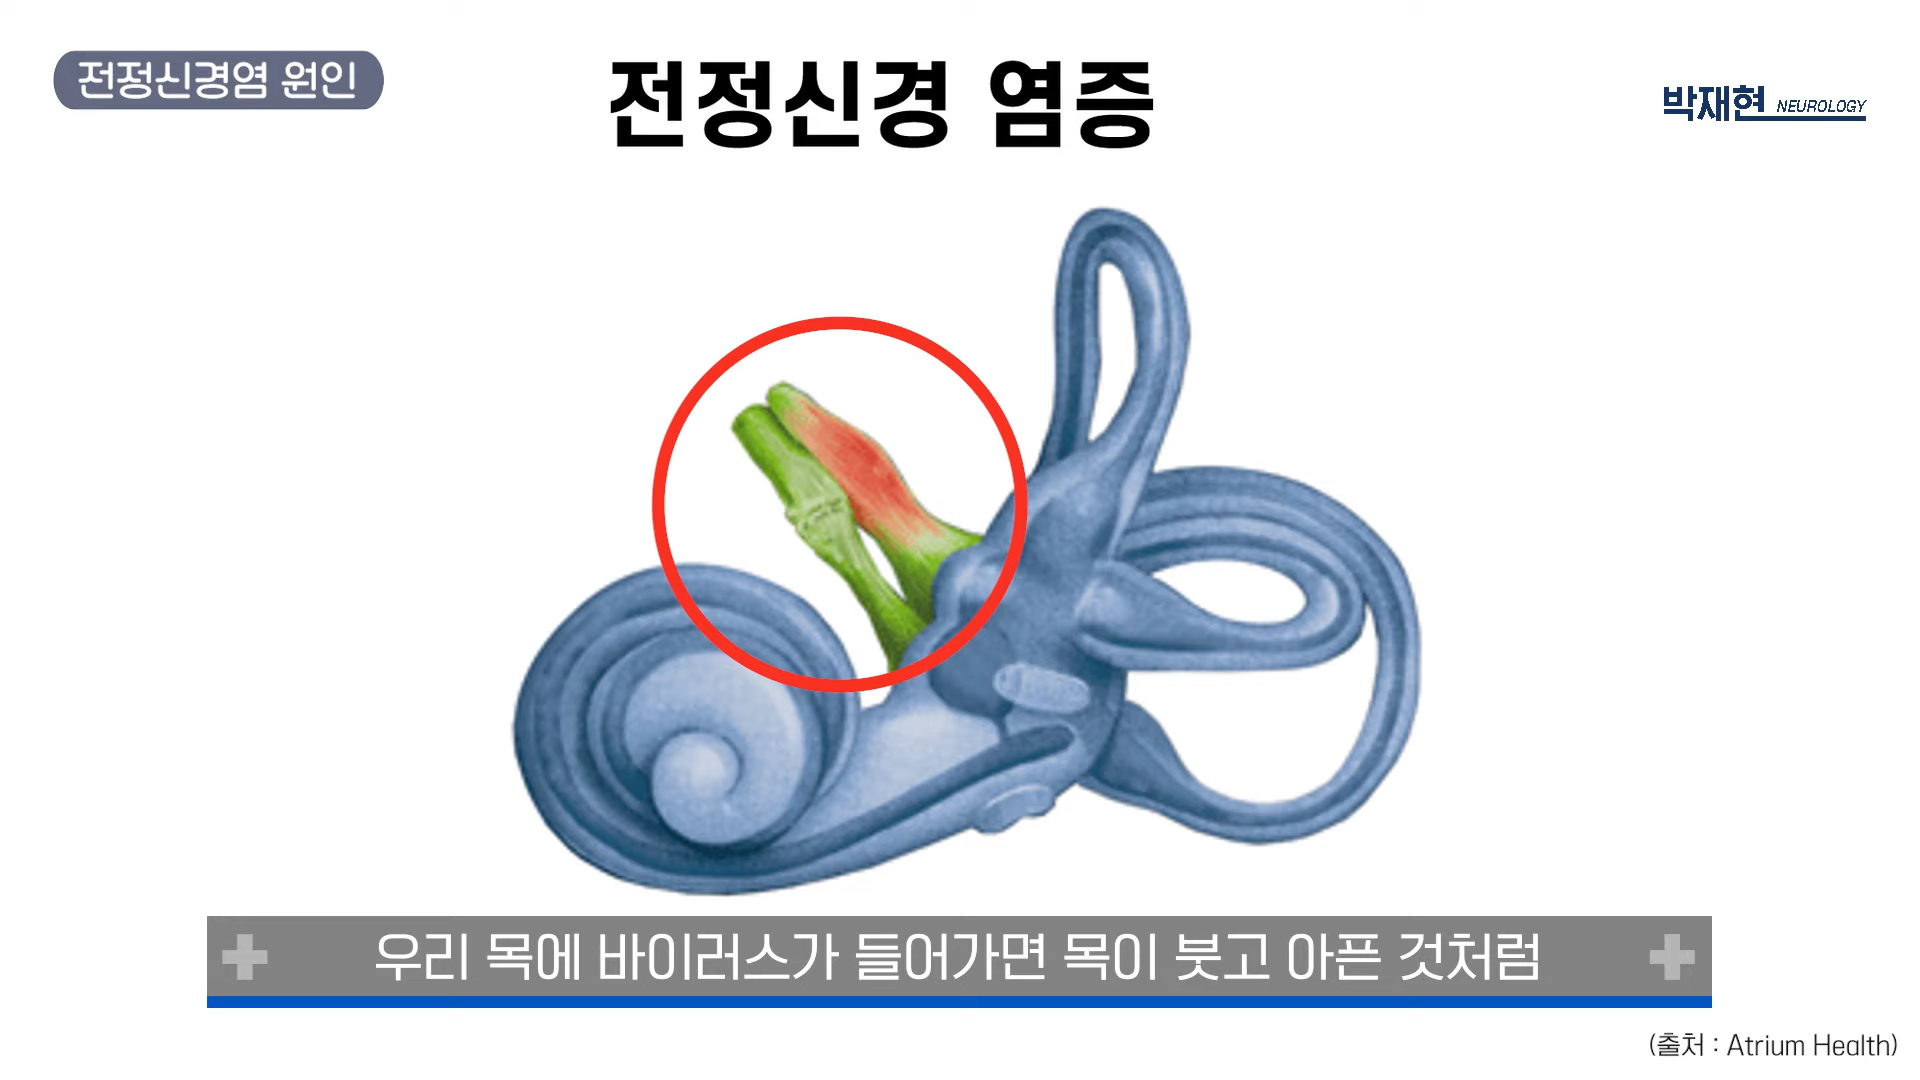 전정신경염 원인
전정신경 염증
박재현 NEUROLOGY
우리 목에 바이러스가 들어가면 목이 붓고 아픈 것처럼
(출처 : Atrium Health)